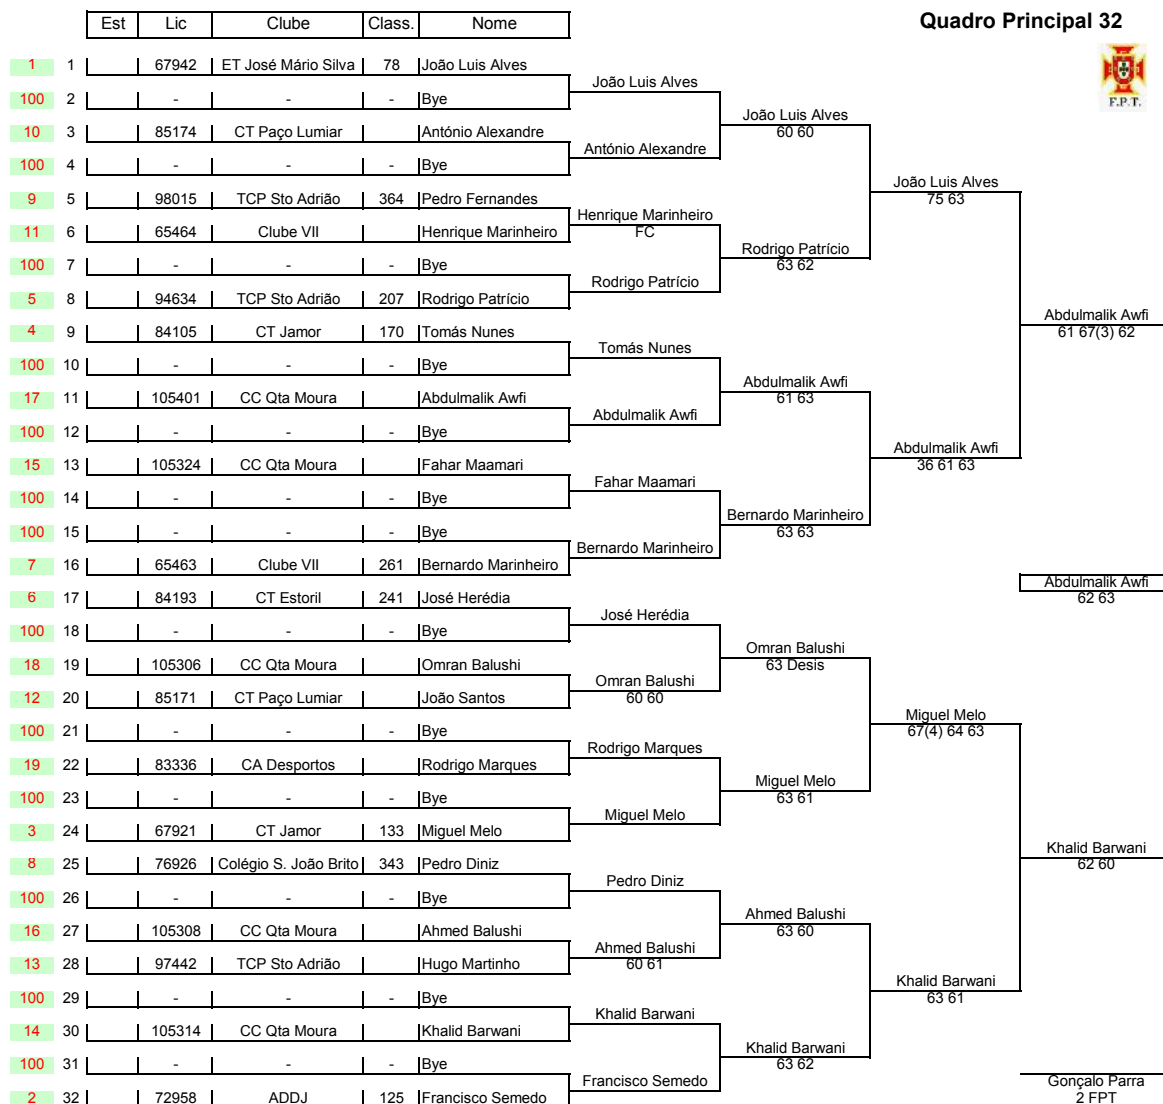 Quadro Principal 32
Est Lic Clube Class. Nome
F.P.T.
1 1 67942 ET José Mário Silva 78 João Luis Alves
João Luis Alves
100 2 - - - Bye
João Luis Alves
60 60
10 3 85174 CT Paço Lumiar António Alexandre
António Alexandre
100 4 - - - Bye
João Luis Alves
75 63
9 5 98015 TCP Sto Adrião 364 Pedro Fernandes
Henrique Marinheiro
FC
11 6 65464 Clube VII Henrique Marinheiro
Rodrigo Patrício
63 62
100 7 - - - Bye
Rodrigo Patrício
5 8 94634 TCP Sto Adrião 207 Rodrigo Patrício
Abdulmalik Awfi
61 67(3) 62
4 9 84105 CT Jamor 170 Tomás Nunes
Tomás Nunes
100 10 - - - Bye
Abdulmalik Awfi
61 63
17 11 105401 CC Qta Moura Abdulmalik Awfi
Abdulmalik Awfi
100 12 - - - Bye
Abdulmalik Awfi
36 61 63
15 13 105324 CC Qta Moura Fahar Maamari
Fahar Maamari
100 14 - - - Bye
Bernardo Marinheiro
63 63
100 15 - - - Bye
Bernardo Marinheiro
7 16 65463 Clube VII 261 Bernardo Marinheiro
Abdulmalik Awfi
62 63
6 17 84193 CT Estoril 241 José Herédia
José Herédia
100 18 - - - Bye
Omran Balushi
63 Desis
18 19 105306 CC Qta Moura Omran Balushi
Omran Balushi
60 60
12 20 85171 CT Paço Lumiar João Santos
Miguel Melo
67(4) 64 63
100 21 - - - Bye
Rodrigo Marques
19 22 83336 CA Desportos Rodrigo Marques
Miguel Melo
63 61
100 23 - - - Bye
Miguel Melo
3 24 67921 CT Jamor 133 Miguel Melo
Khalid Barwani
62 60
8 25 76926 Colégio S. João Brito 343 Pedro Diniz
Pedro Diniz
100 26 - - - Bye
Ahmed Balushi
63 60
16 27 105308 CC Qta Moura Ahmed Balushi
Ahmed Balushi
60 61
13 28 97442 TCP Sto Adrião Hugo Martinho
Khalid Barwani
63 61
100 29 - - - Bye
Khalid Barwani
14 30 105314 CC Qta Moura Khalid Barwani
Khalid Barwani
63 62
100 31 - - - Bye
Francisco Semedo
2 32 72958 ADDJ 125 Francisco Semedo
Gonçalo Parra
2 FPT